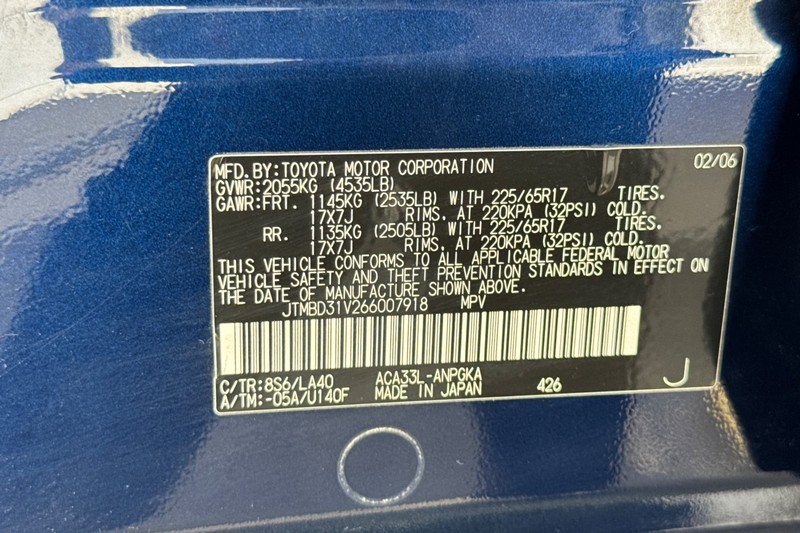 MFD. BY: TOYOTA MOTOR CORPORATION 02/06
GVWR: 2055KG (4535LB)
GAWR: FRT. 1145KG (2535LB) WITH 225/65R17 TIRES.
17X7J RIMS. AT 220KPA (32PSI) COLD.
RR. 1135KG (2505LB) WITH 225/65R17 TIRES.
17X7J RIMS. AT 220KPA (32PSI) COLD.
THIS VEHICLE CONFORMS TO ALL APPLICABLE FEDERAL MOTOR
VEHICLE SAFETY AND THEFT PREVENTION STANDARDS IN EFFECT ON
THE DATE OF MANUFACTURE SHOWN ABOVE.
JTMBD31V266007918 MPV
C/TR: 8S6/LA40 ACA33L-ANPGKA
A/TM: -05A/U140F MADE IN JAPAN 426 J